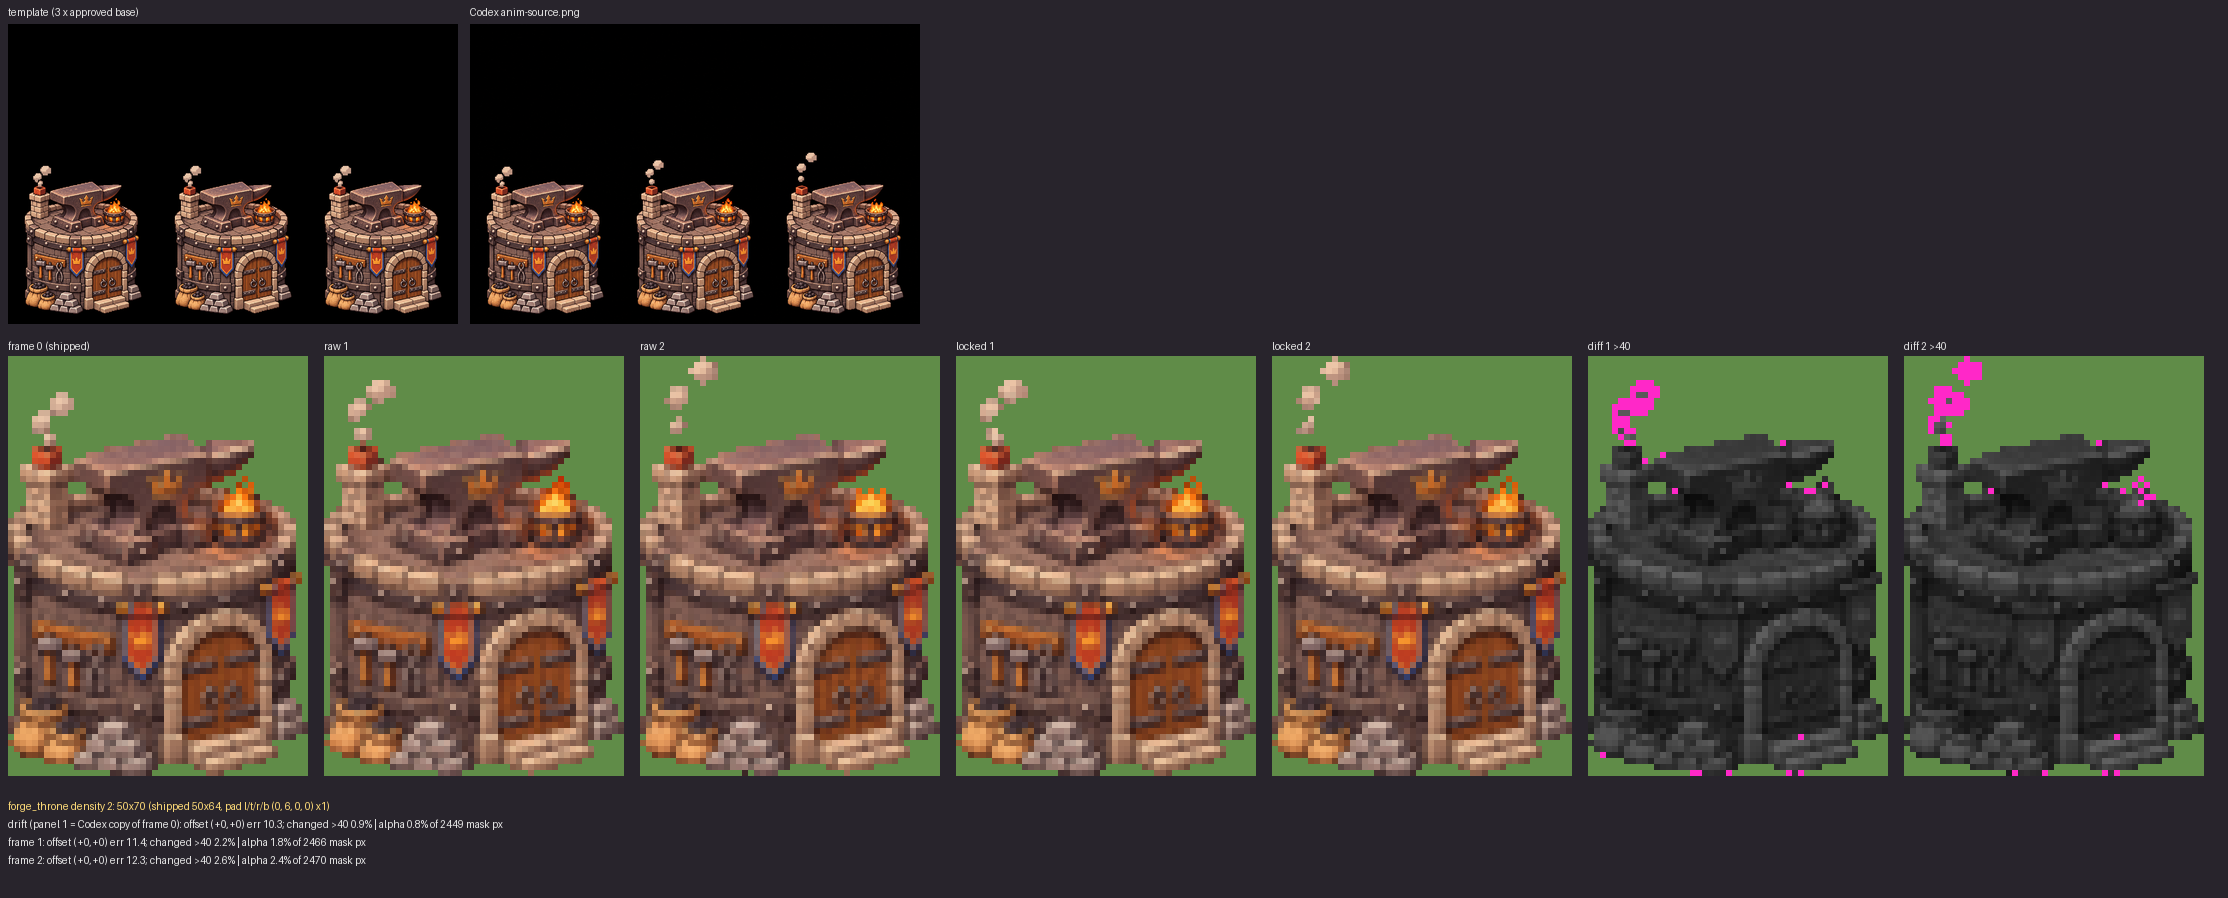 template (3 x approved base)
Codex anim-source.png
frame 0 (shipped)
raw 1
raw 2
locked 1
locked 2
diff 1 >40
diff 2 >40
forge_throne density 2: 50x70 (shipped 50x64, pad l/t/r/b (0, 6, 0, 0) x1)
drift (panel 1 = Codex copy of frame 0): offset (+0,+0) err 10.3; changed >40 0.9% | alpha 0.8% of 2449 mask px
frame 1: offset (+0,+0) err 11.4; changed >40 2.2% | alpha 1.8% of 2466 mask px
frame 2: offset (+0,+0) err 12.3; changed >40 2.6% | alpha 2.4% of 2470 mask px